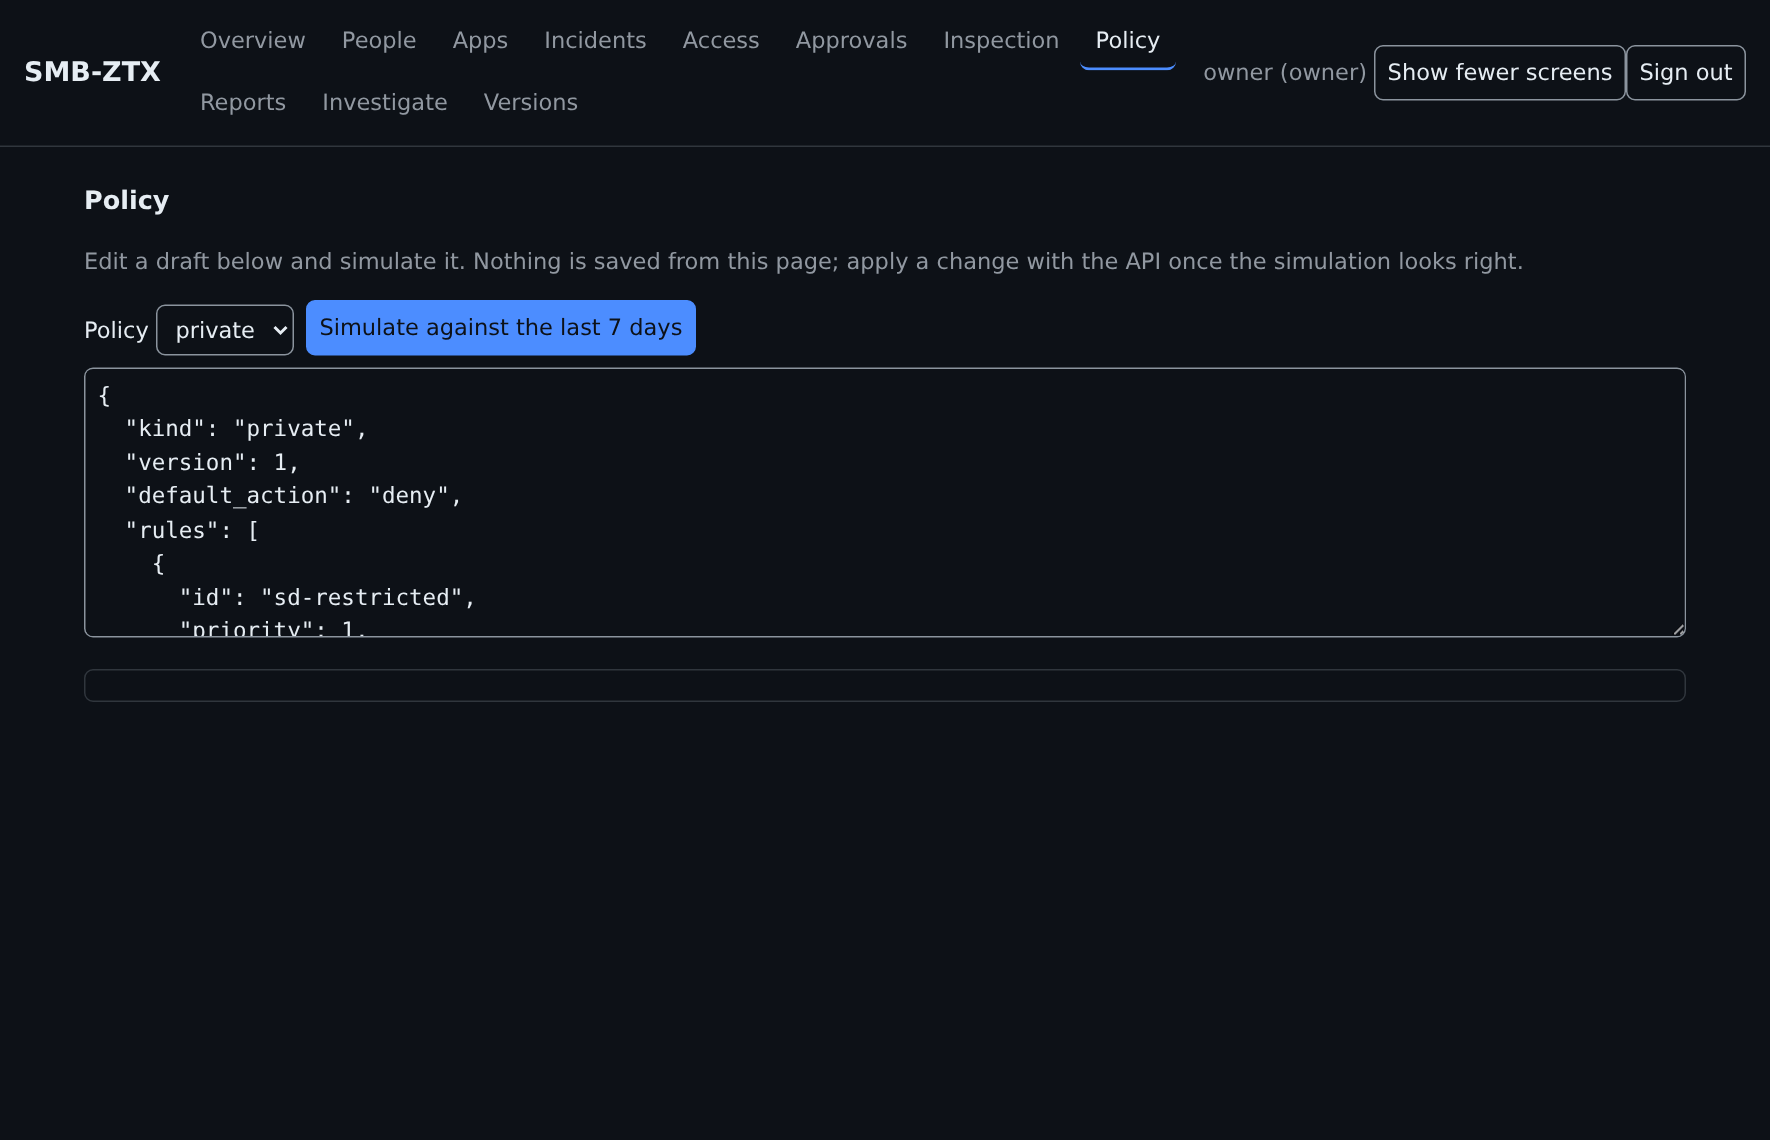 SMB-ZTX
Overview People Apps Incidents Access Approvals Inspection Policy
Reports Investigate Versions
owner (owner) Show fewer screens Sign out
Policy
Edit a draft below and simulate it. Nothing is saved from this page; apply a change with the API once the simulation looks right.
Policy private Simulate against the last 7 days
{
  "kind": "private",
  "version": 1,
  "default_action": "deny",
  "rules": [
    {
      "id": "sd-restricted",
      "priority": 1,